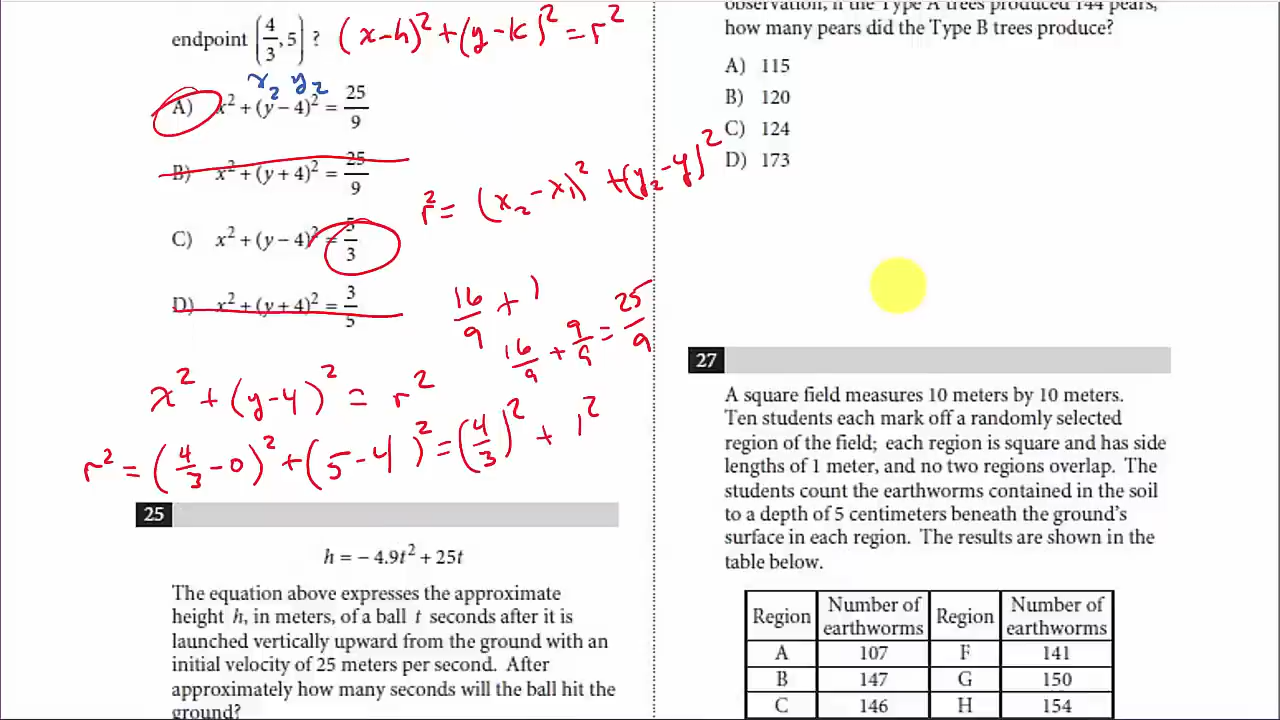 endpoint (4/3, 5) ? (x-h)² + (y-k)² = r²
x₂ y₂
A) x² + (y − 4)² = 25/9
B) x² + (y + 4)² = 25/9
C) x² + (y − 4)² = 5/3
D) x² + (y + 4)² = 3/5
r² = (x₂ - x₁)² + (y₂ - y)²
16/9 + 1
16/9 + 9/9 = 25/9
x² + (y-4)² = r²
r² = (4/3 - 0)² + (5 - 4)² = (4/3)² + 1²
25
h = − 4.9t² + 25t
The equation above expresses the approximate
height h, in meters, of a ball t seconds after it is
launched vertically upward from the ground with an
initial velocity of 25 meters per second. After
approximately how many seconds will the ball hit the
ground?
observation, if the Type A trees produced 144 pears,
how many pears did the Type B trees produce?
A) 115
B) 120
C) 124
D) 173
27
A square field measures 10 meters by 10 meters.
Ten students each mark off a randomly selected
region of the field; each region is square and has side
lengths of 1 meter, and no two regions overlap. The
students count the earthworms contained in the soil
to a depth of 5 centimeters beneath the ground's
surface in each region. The results are shown in the
table below.
Region Number of earthworms Region Number of earthworms
A 107 F 141
B 147 G 150
C 146 H 154